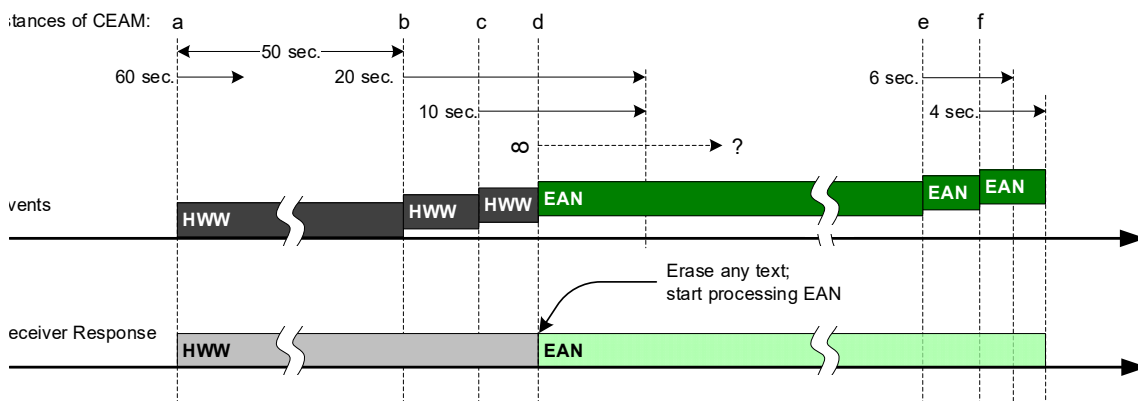 stances of CEAM: a b c d e f
50 sec.
60 sec. 20 sec. 6 sec.
10 sec. 4 sec.
∞ ?
vents HWW HWW HWW EAN EAN EAN
Erase any text;
start processing EAN
eceiver Response
HWW EAN